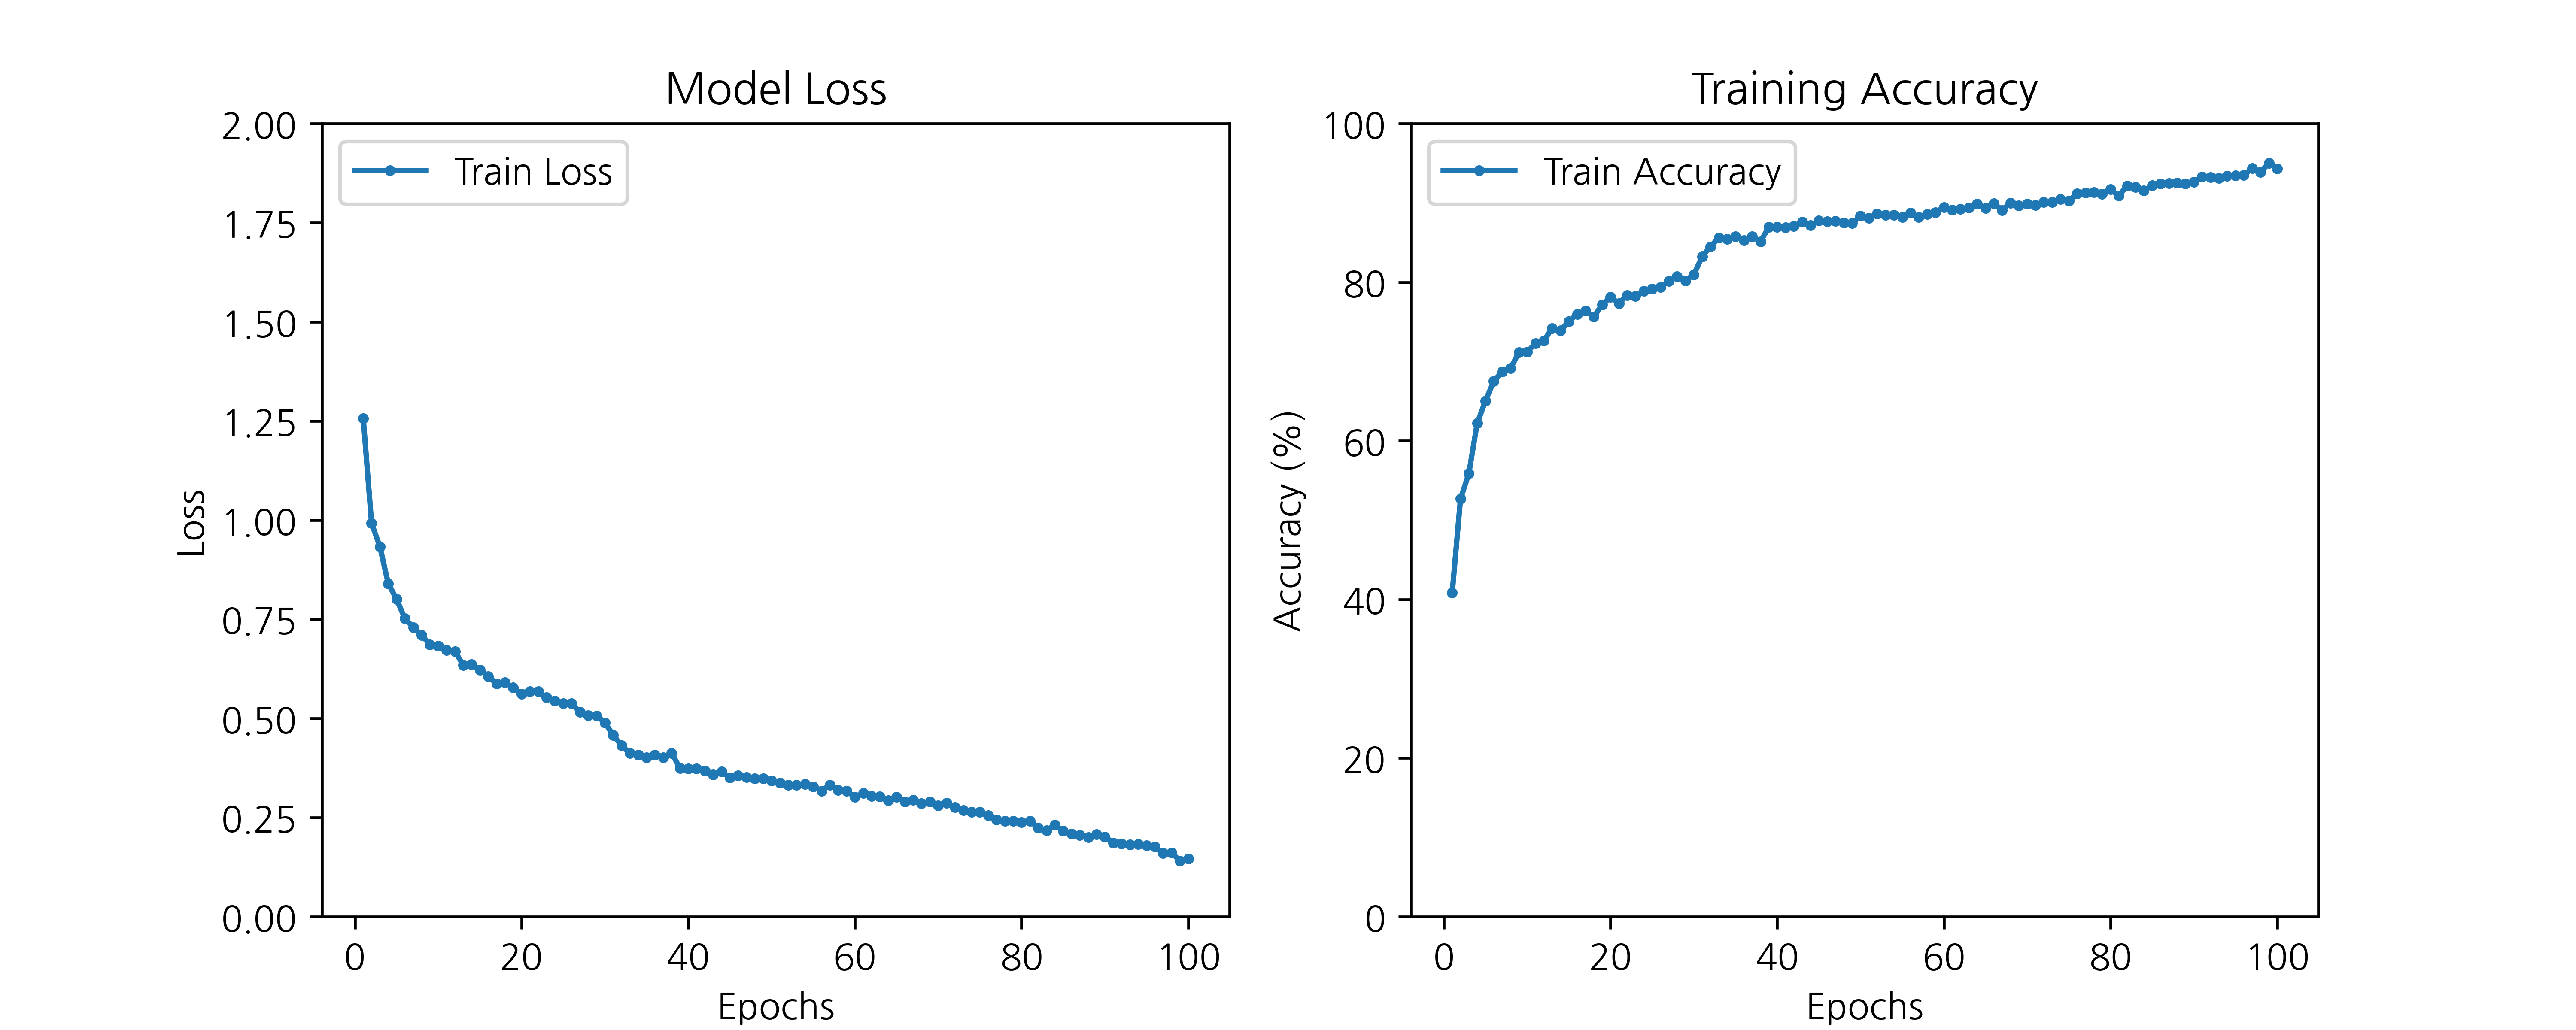 Model Loss
Train Loss
2.00
1.75
1.50
1.25
1.00
0.75
0.50
0.25
0.00
Loss
0 20 40 60 80 100
Epochs
Training Accuracy
Train Accuracy
100
80
60
40
20
0
Accuracy (%)
0 20 40 60 80 100
Epochs